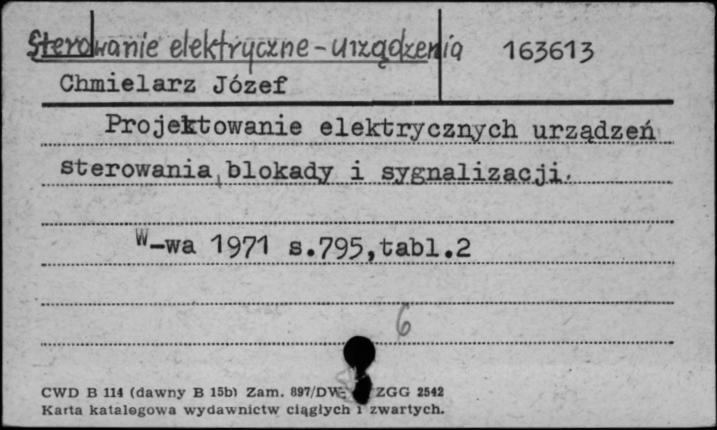 Sterowanie elektryczne - urządzenia 163613
Chmielarz Józef
Projektowanie elektrycznych urządzeń
sterowania, blokady i sygnalizacji.
W-wa 1971 s.795,tabl.2
6
CWD B 114 (dawny B 15b) Zam. 897/DW- ZGG 2542
Karta katalogowa wydawnictw ciągłych i zwartych.